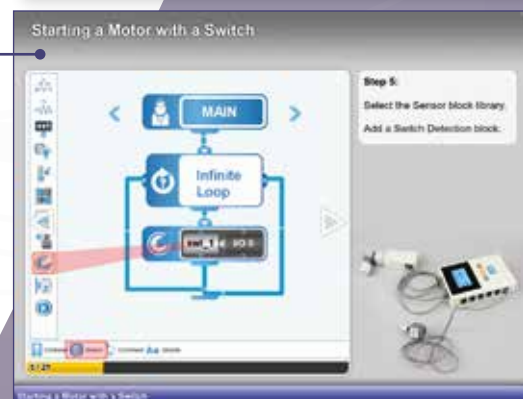 Starting a Motor with a Switch
MAIN
Infinite
Loop
Step 5:
Select the Sensor block library.
Add a Switch Detection block.
Starting a Motor with a Switch